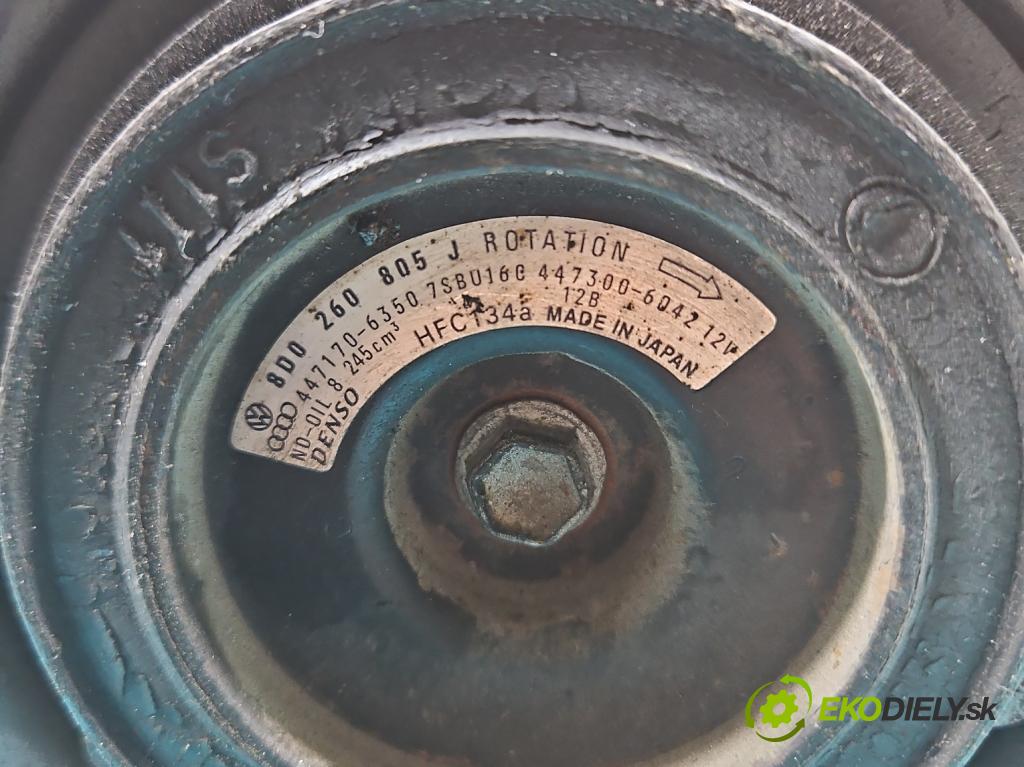 8D0 260 805 J ROTATION
447170-6350 7SBU16C 447300-6042 12V
ND-OIL 8 245cm³ 12B
DENSO HFC134a MADE IN JAPAN
EKODIELY.sk